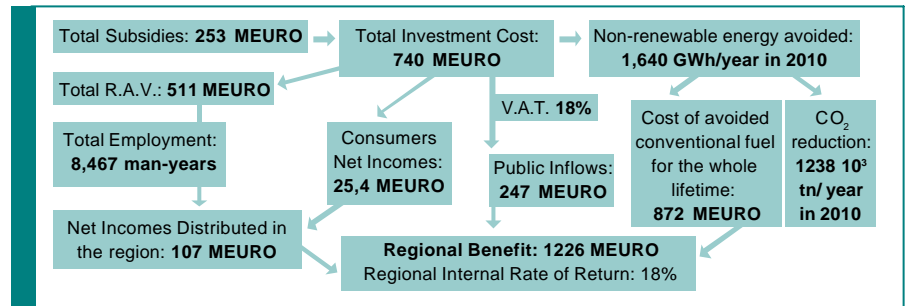 Total Subsidies: 253 MEURO
Total Investment Cost:
740 MEURO
Non-renewable energy avoided:
1,640 GWh/year in 2010
Total R.A.V.: 511 MEURO
V.A.T. 18%
Total Employment:
8,467 man-years
Consumers
Net Incomes:
25,4 MEURO
Public Inflows:
247 MEURO
Cost of avoided
conventional fuel
for the whole
lifetime:
872 MEURO
CO₂
reduction:
1238 10³
tn/ year
in 2010
Net Incomes Distributed in
the region: 107 MEURO
Regional Benefit: 1226 MEURO
Regional Internal Rate of Return: 18%